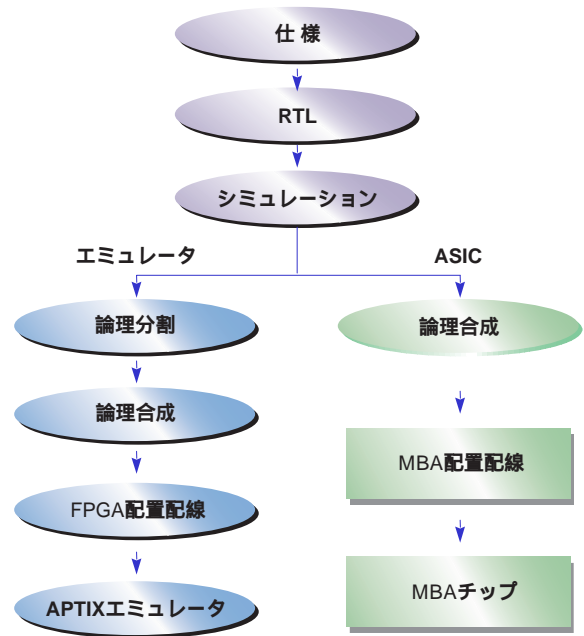 仕様
RTL
シミュレーション
エミュレータ
ASIC
論理分割
論理合成
論理合成
MBA配置配線
FPGA配置配線
MBAチップ
APTIXエミュレータ